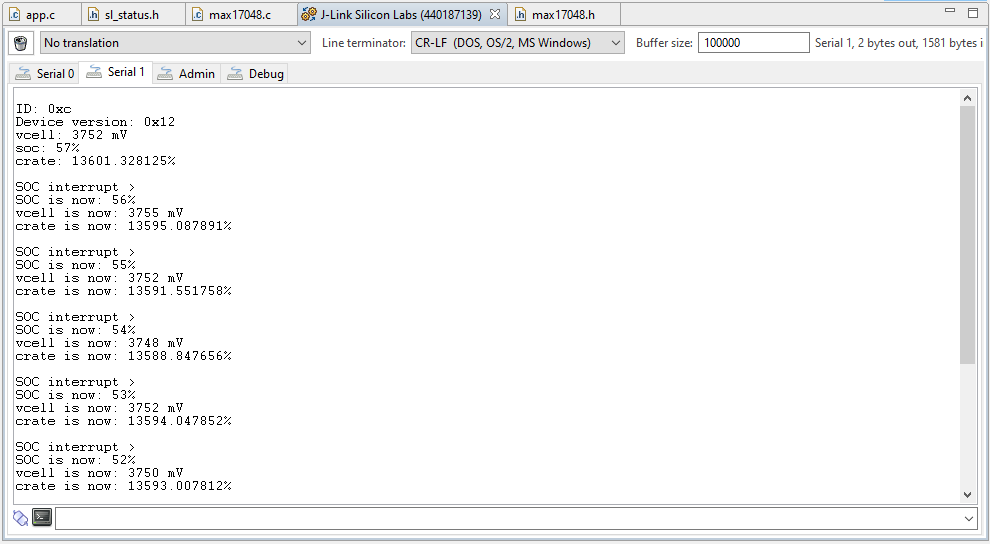 app.c
sl_status.h
max17048.c
J-Link Silicon Labs (440187139)
max17048.h
No translation
Line terminator:
CR-LF (DOS, OS/2, MS Windows)
Buffer size:
100000
Serial 1, 2 bytes out, 1581 bytes i
Serial 0
Serial 1
Admin
Debug
ID: 0xc
Device version: 0x12
vcell: 3752 mV
soc: 57%
crate: 13601.328125%
SOC interrupt >
SOC is now: 56%
vcell is now: 3755 mV
crate is now: 13595.087891%
SOC interrupt >
SOC is now: 55%
vcell is now: 3752 mV
crate is now: 13591.551758%
SOC interrupt >
SOC is now: 54%
vcell is now: 3748 mV
crate is now: 13588.847656%
SOC interrupt >
SOC is now: 53%
vcell is now: 3752 mV
crate is now: 13594.047852%
SOC interrupt >
SOC is now: 52%
vcell is now: 3750 mV
crate is now: 13593.007812%